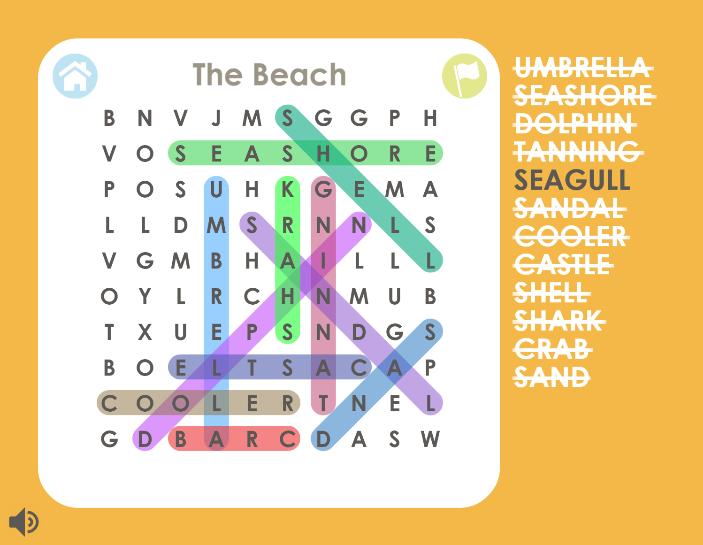 The Beach
B N V J M S G G P H
V O S E A S H O R E
P O S U H K G E M A
L L D M S R N N L S
V G M B H A I L L L
O Y L R C H N M U B
T X U E P S N D G S
B O E L T S A C A P
C O O L E R T N E L
G D B A R C D A S W
UMBRELLA
SEASHORE
DOLPHIN
TANNING
SEAGULL
SANDAL
COOLER
CASTLE
SHELL
SHARK
CRAB
SAND